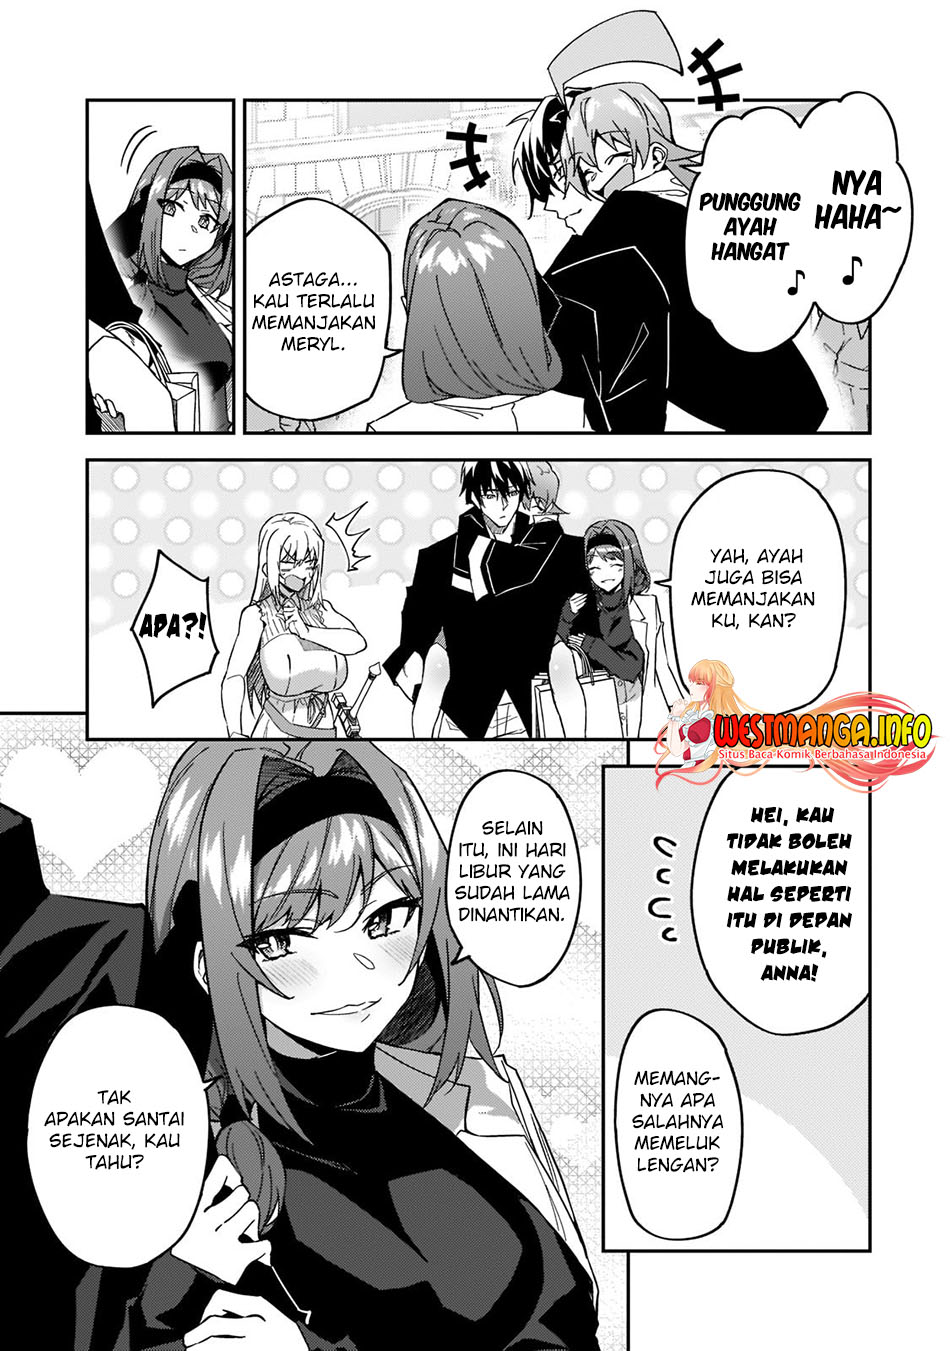 NYA
HAHA~
PUNGGUNG
AYAH
HANGAT
ASTAGA...
KAU TERLALU
MEMANJAKAN
MERYL.
YAH, AYAH
JUGA BISA
MEMANJAKAN
KU, KAN?
APA?!
WESTMANGA.INFO
Situs Baca Komik Berbahasa Indonesia
HEI, KAU
TIDAK BOLEH
MELAKUKAN
HAL SEPERTI
ITU DI DEPAN
PUBLIK,
ANNA!
MEMANG-
NYA APA
SALAHNYA
MEMELUK
LENGAN?
SELAIN
ITU, INI HARI
LIBUR YANG
SUDAH LAMA
DINANTIKAN.
TAK
APAKAN SANTAI
SEJENAK, KAU
TAHU?